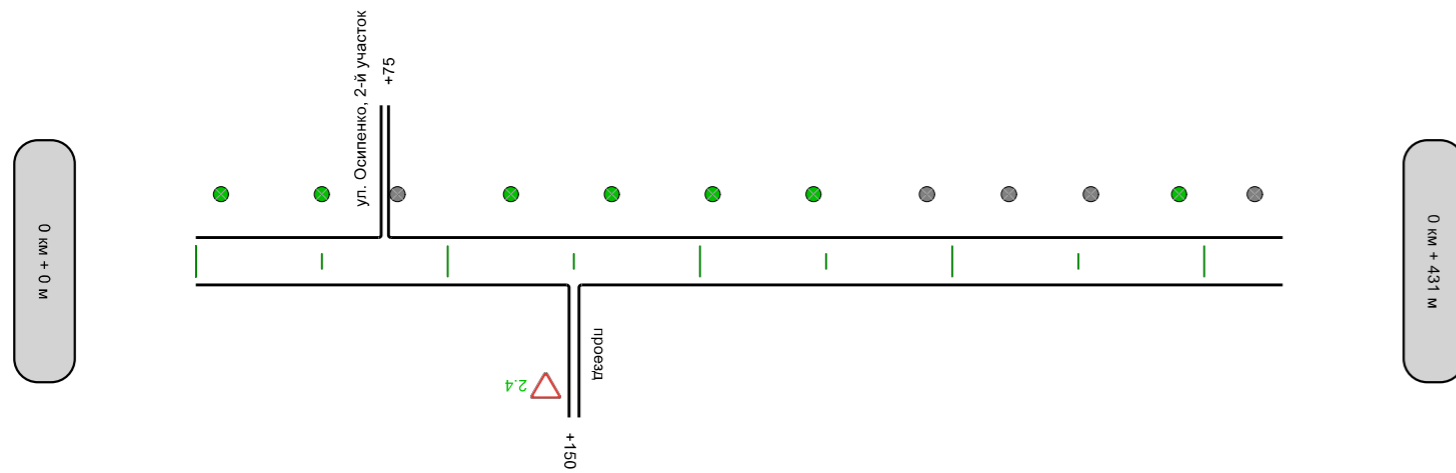 ул. Осипенко, 2-й участок
+75
0 км + 0 м
0 км + 431 м
проезд
2.4
+150